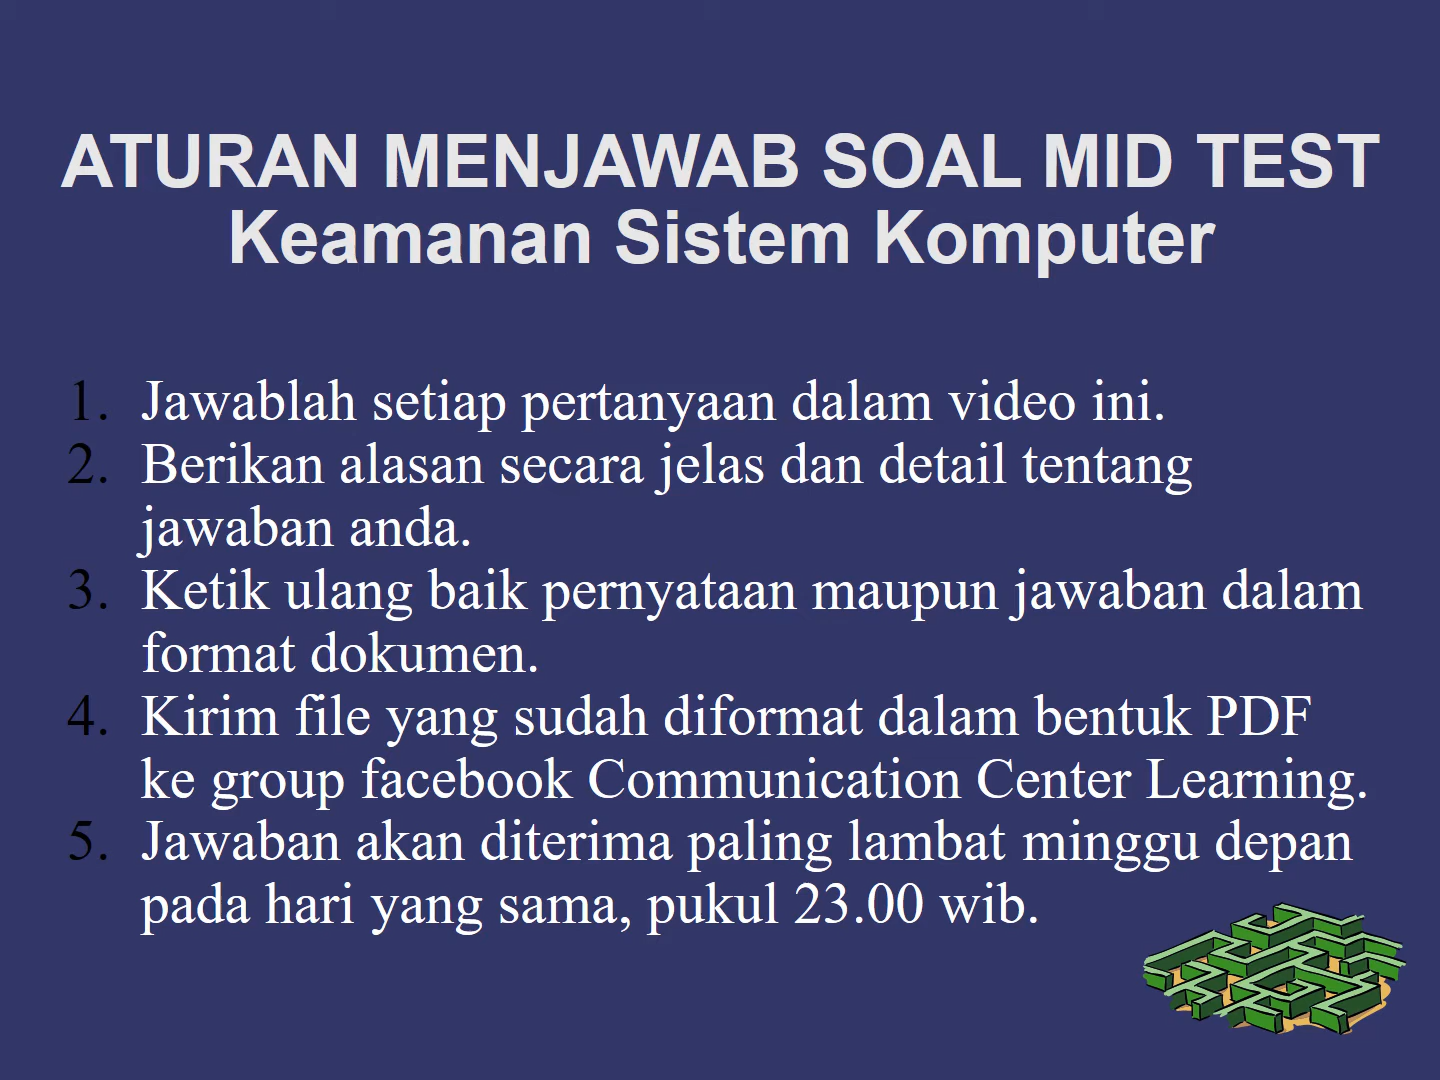 ATURAN MENJAWAB SOAL MID TEST
Keamanan Sistem Komputer
1. Jawablah setiap pertanyaan dalam video ini.
2. Berikan alasan secara jelas dan detail tentang
jawaban anda.
3. Ketik ulang baik pernyataan maupun jawaban dalam
format dokumen.
4. Kirim file yang sudah diformat dalam bentuk PDF
ke group facebook Communication Center Learning.
5. Jawaban akan diterima paling lambat minggu depan
pada hari yang sama, pukul 23.00 wib.